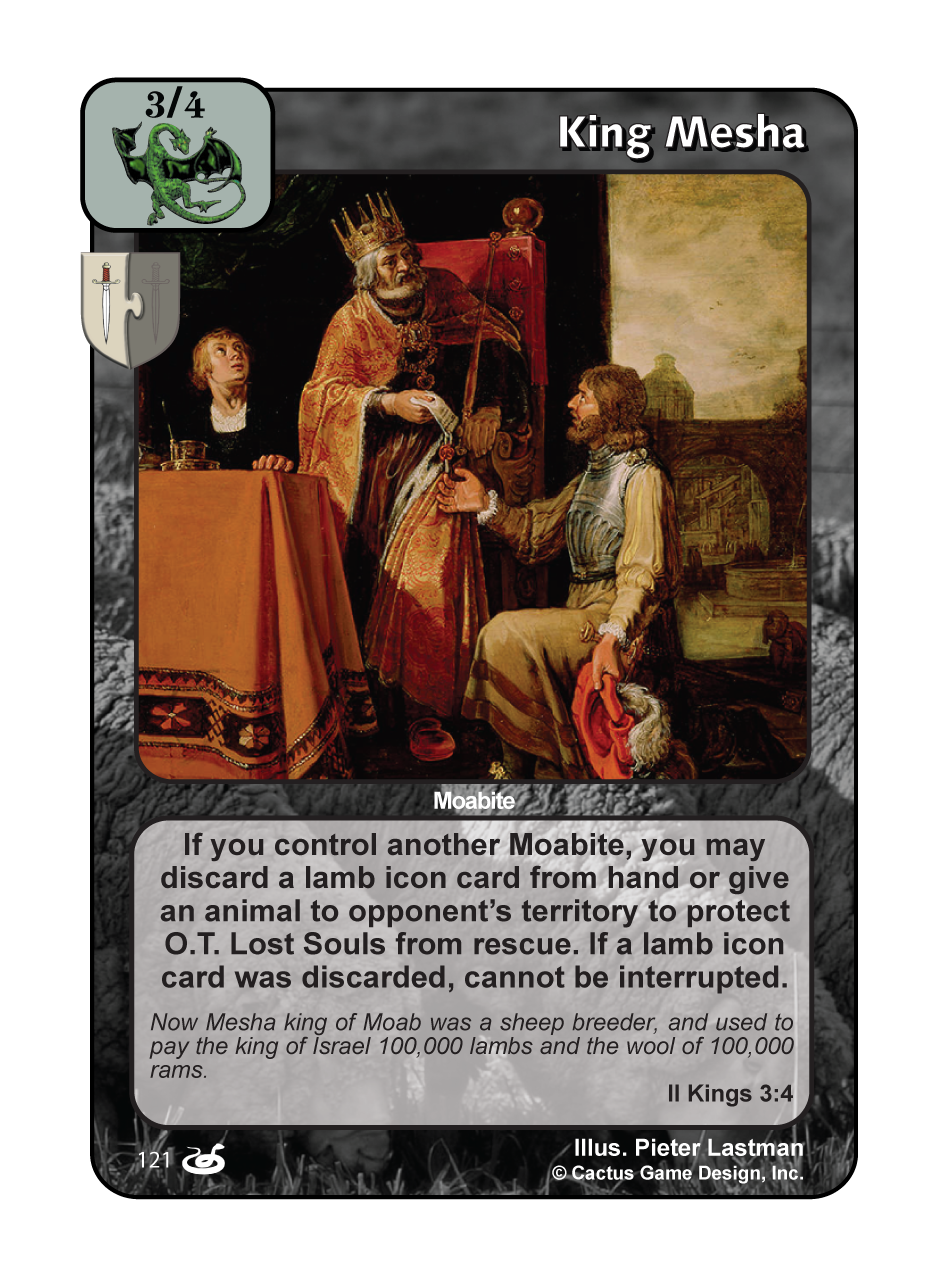 3/4
King Mesha
Moabite
If you control another Moabite, you may
discard a lamb icon card from hand or give
an animal to opponent's territory to protect
O.T. Lost Souls from rescue. If a lamb icon
card was discarded, cannot be interrupted.
Now Mesha king of Moab was a sheep breeder, and used to
pay the king of Israel 100,000 lambs and the wool of 100,000
rams.
II Kings 3:4
121
Illus. Pieter Lastman
© Cactus Game Design, Inc.